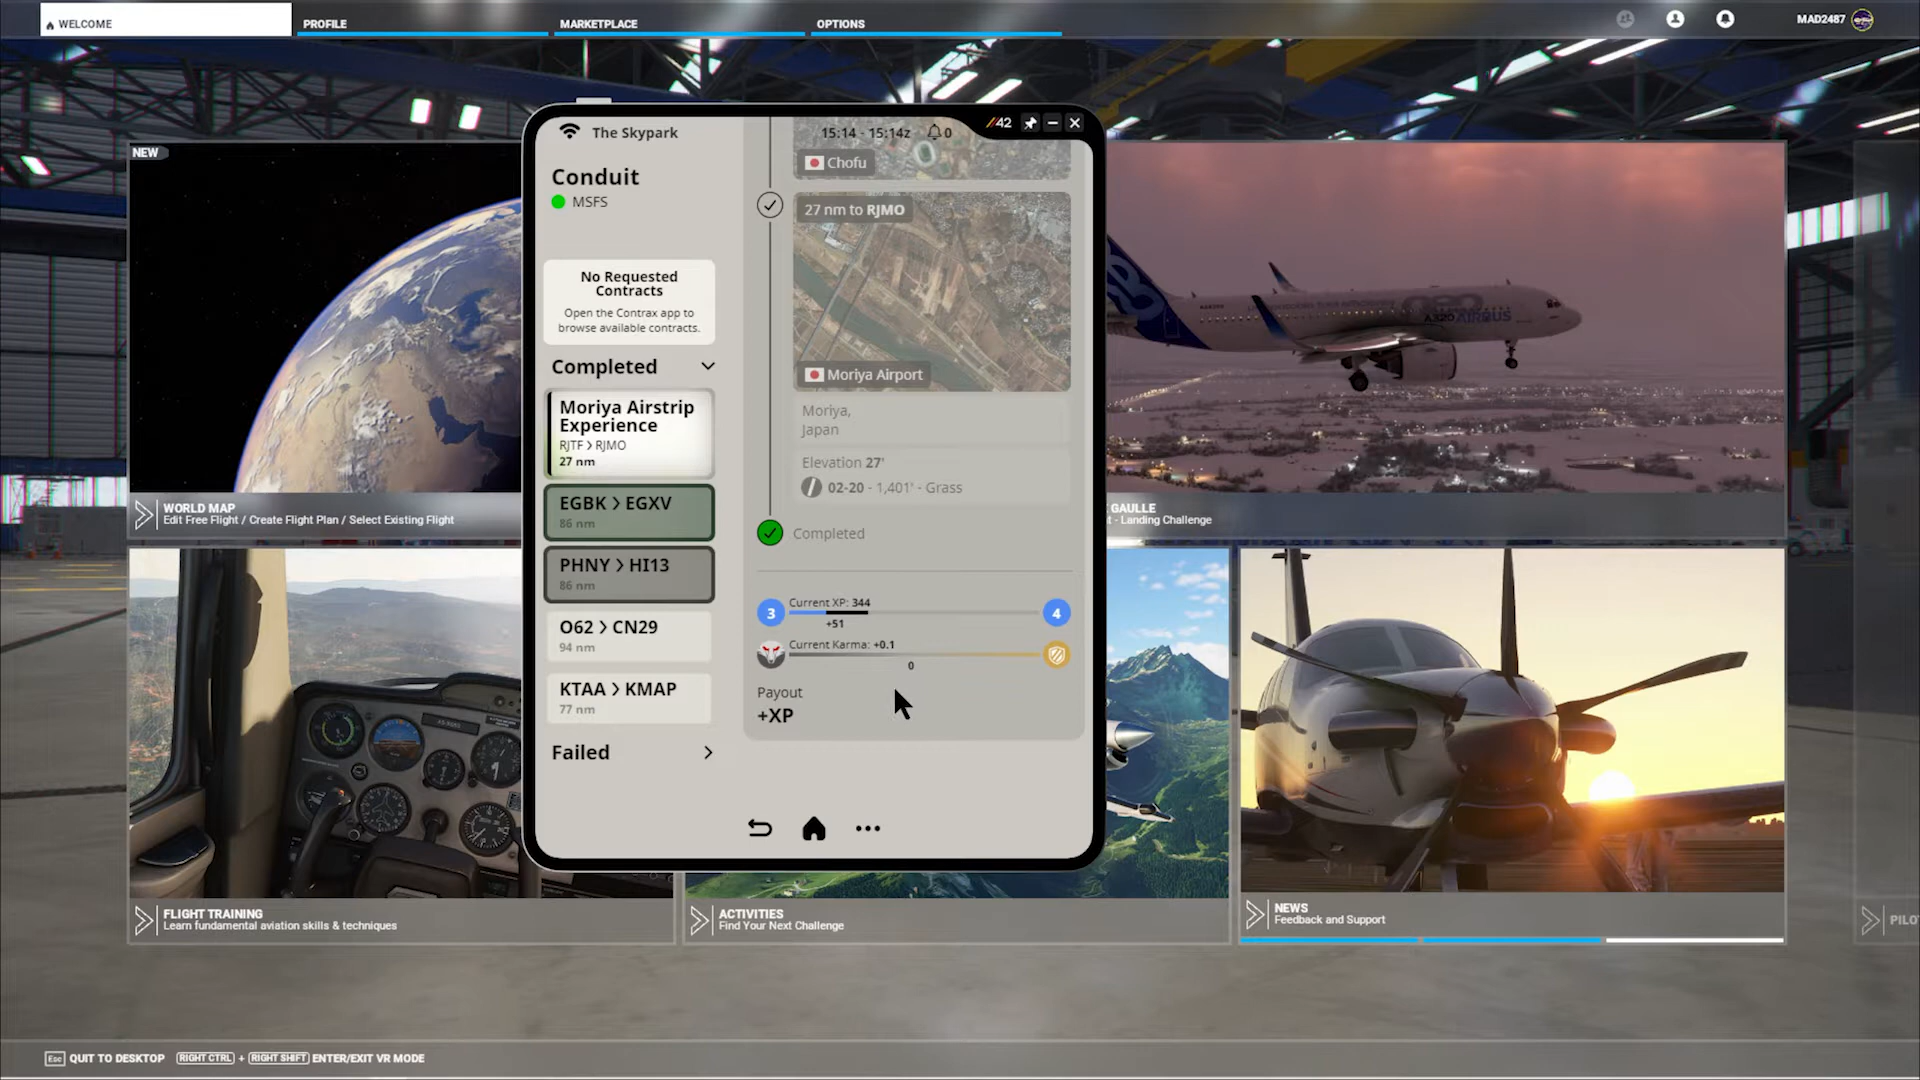 WELCOME
PROFILE
MARKETPLACE
OPTIONS
MAD2487
NEW
The Skypark
15:14 - 15:14z
0
//42
Conduit
MSFS
No Requested
Contracts
Open the Contrax app to
browse available contracts.
Completed
Moriya Airstrip
Experience
RJTF > RJMO
27 nm
EGBK > EGXV
86 nm
PHNY > HI13
86 nm
O62 > CN29
94 nm
KTAA > KMAP
77 nm
Failed
Chofu
27 nm to RJMO
Moriya Airport
Moriya,
Japan
Elevation 27'
02-20 - 1,401' - Grass
Completed
3
Current XP: 344
+51
4
Current Karma: +0.1
0
Payout
+XP
WORLD MAP
Edit Free Flight / Create Flight Plan / Select Existing Flight
GAULLE
t - Landing Challenge
A320
AIRBUS
FLIGHT TRAINING
Learn fundamental aviation skills & techniques
ACTIVITIES
Find Your Next Challenge
NEWS
Feedback and Support
PILO
Esc QUIT TO DESKTOP
RIGHT CTRL + RIGHT SHIFT ENTER/EXIT VR MODE